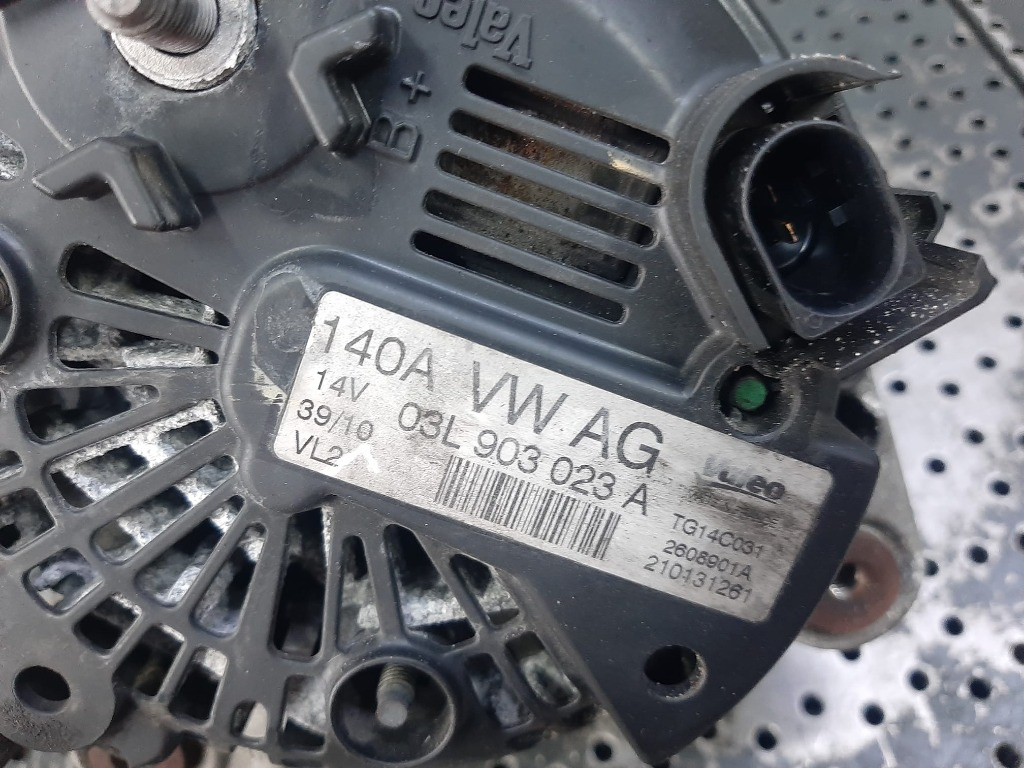 Valeo
B+
140A VW AG
14V 03L 903 023 A
39/10
VL2
Valeo
TG14C031
2606901A
210131261